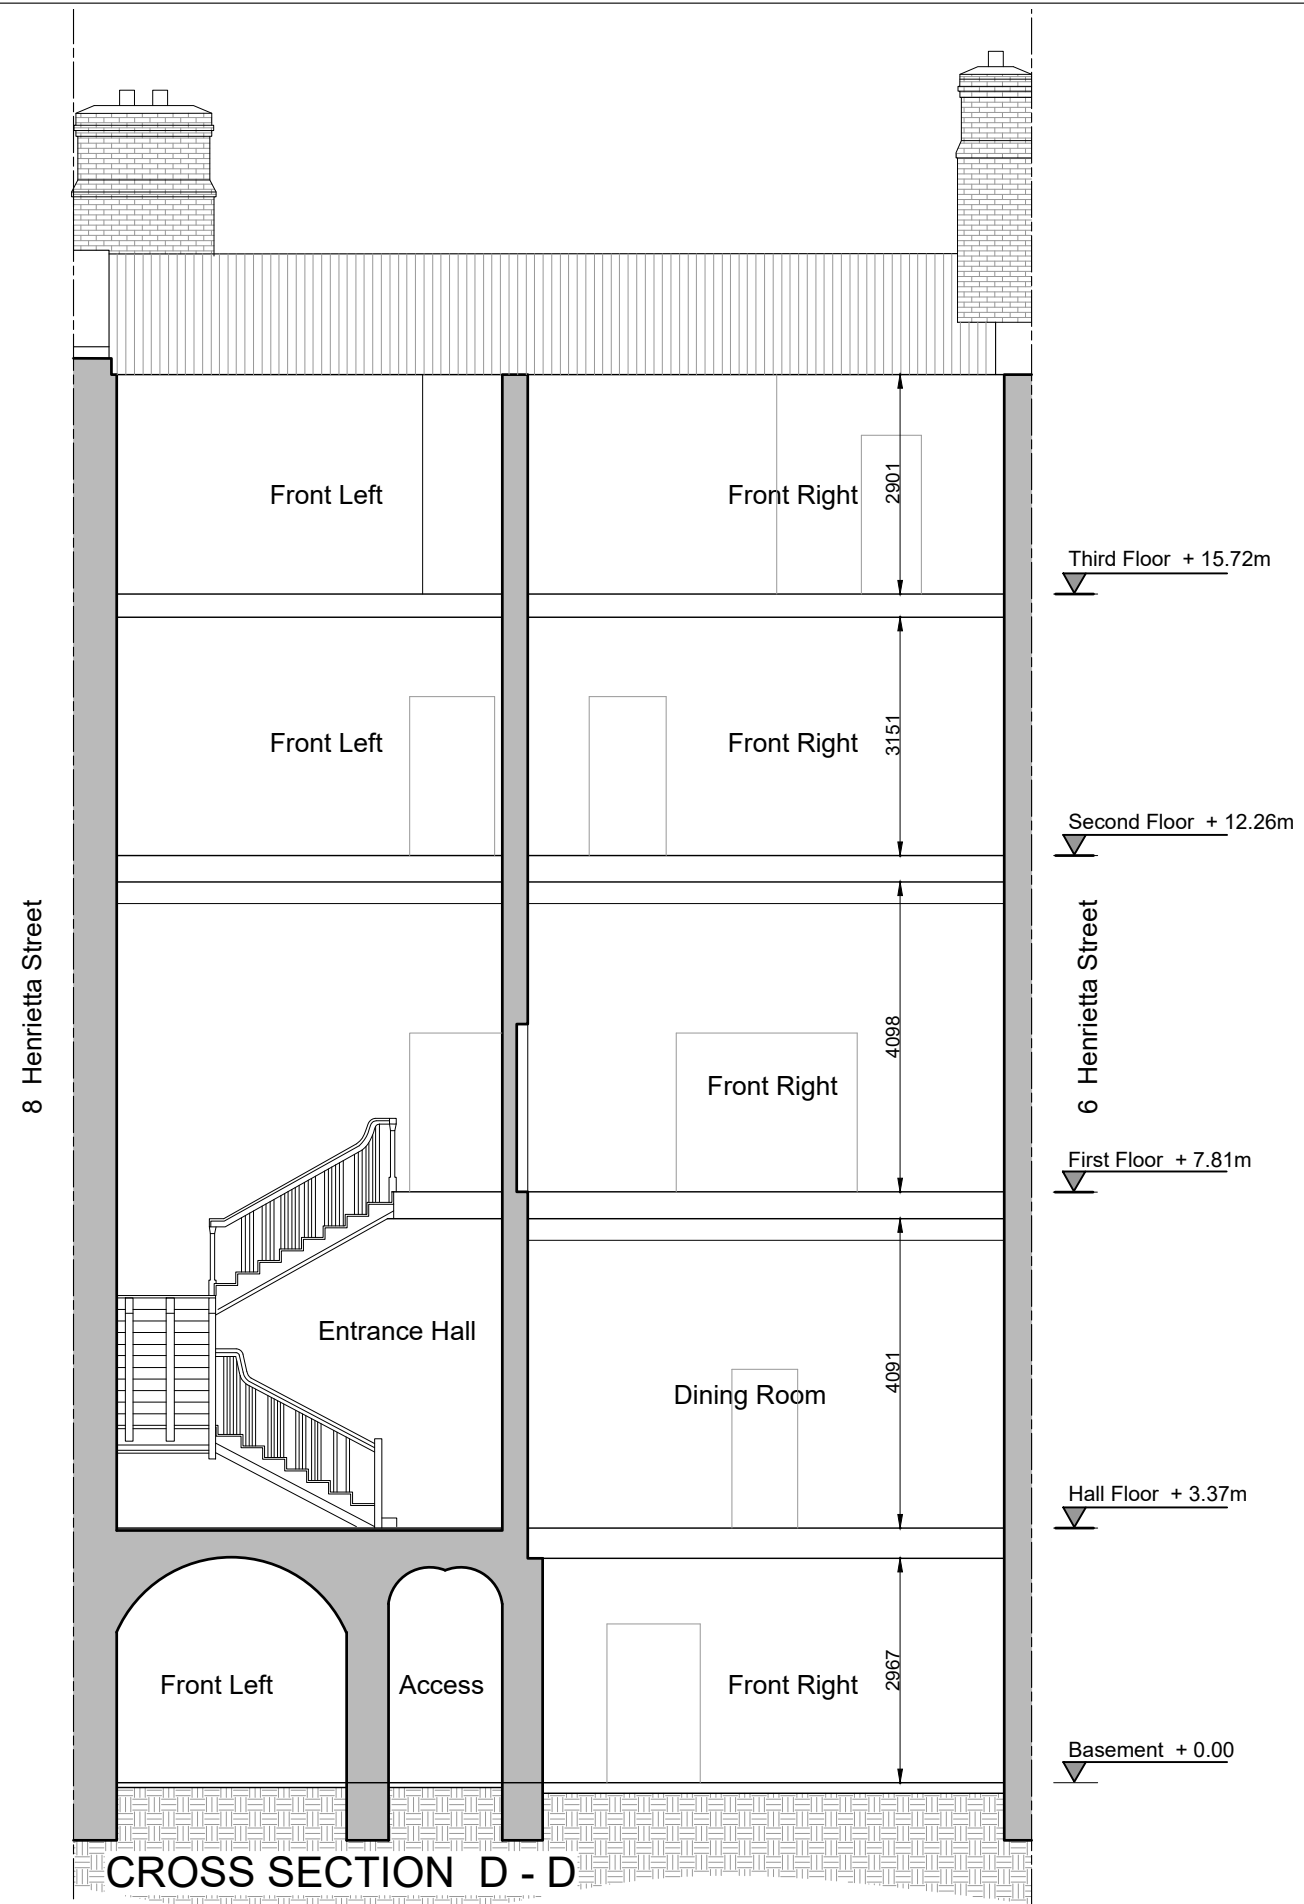 Front Left
Front Right
2901
Third Floor + 15.72m
Front Left
Front Right
3151
Second Floor + 12.26m
8 Henrietta Street
6 Henrietta Street
4098
Front Right
First Floor + 7.81m
Entrance Hall
4091
Dining Room
Hall Floor + 3.37m
Front Left
Access
Front Right
2967
Basement + 0.00
CROSS SECTION D - D